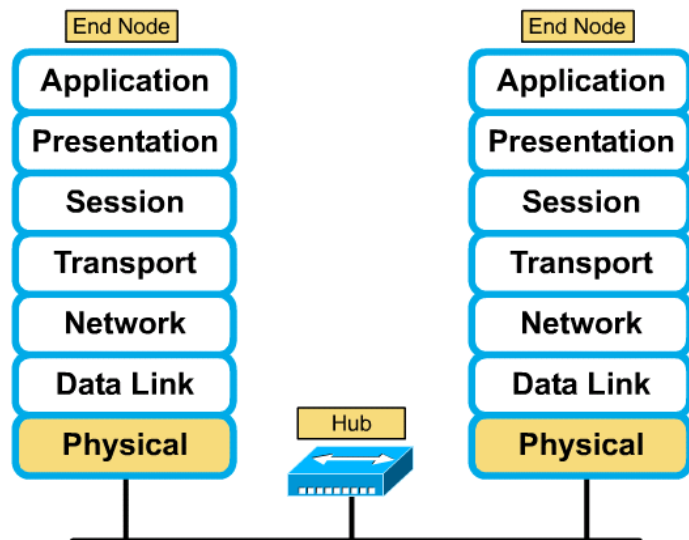 End Node
Application
Presentation
Session
Transport
Network
Data Link
Physical
Hub
End Node
Application
Presentation
Session
Transport
Network
Data Link
Physical